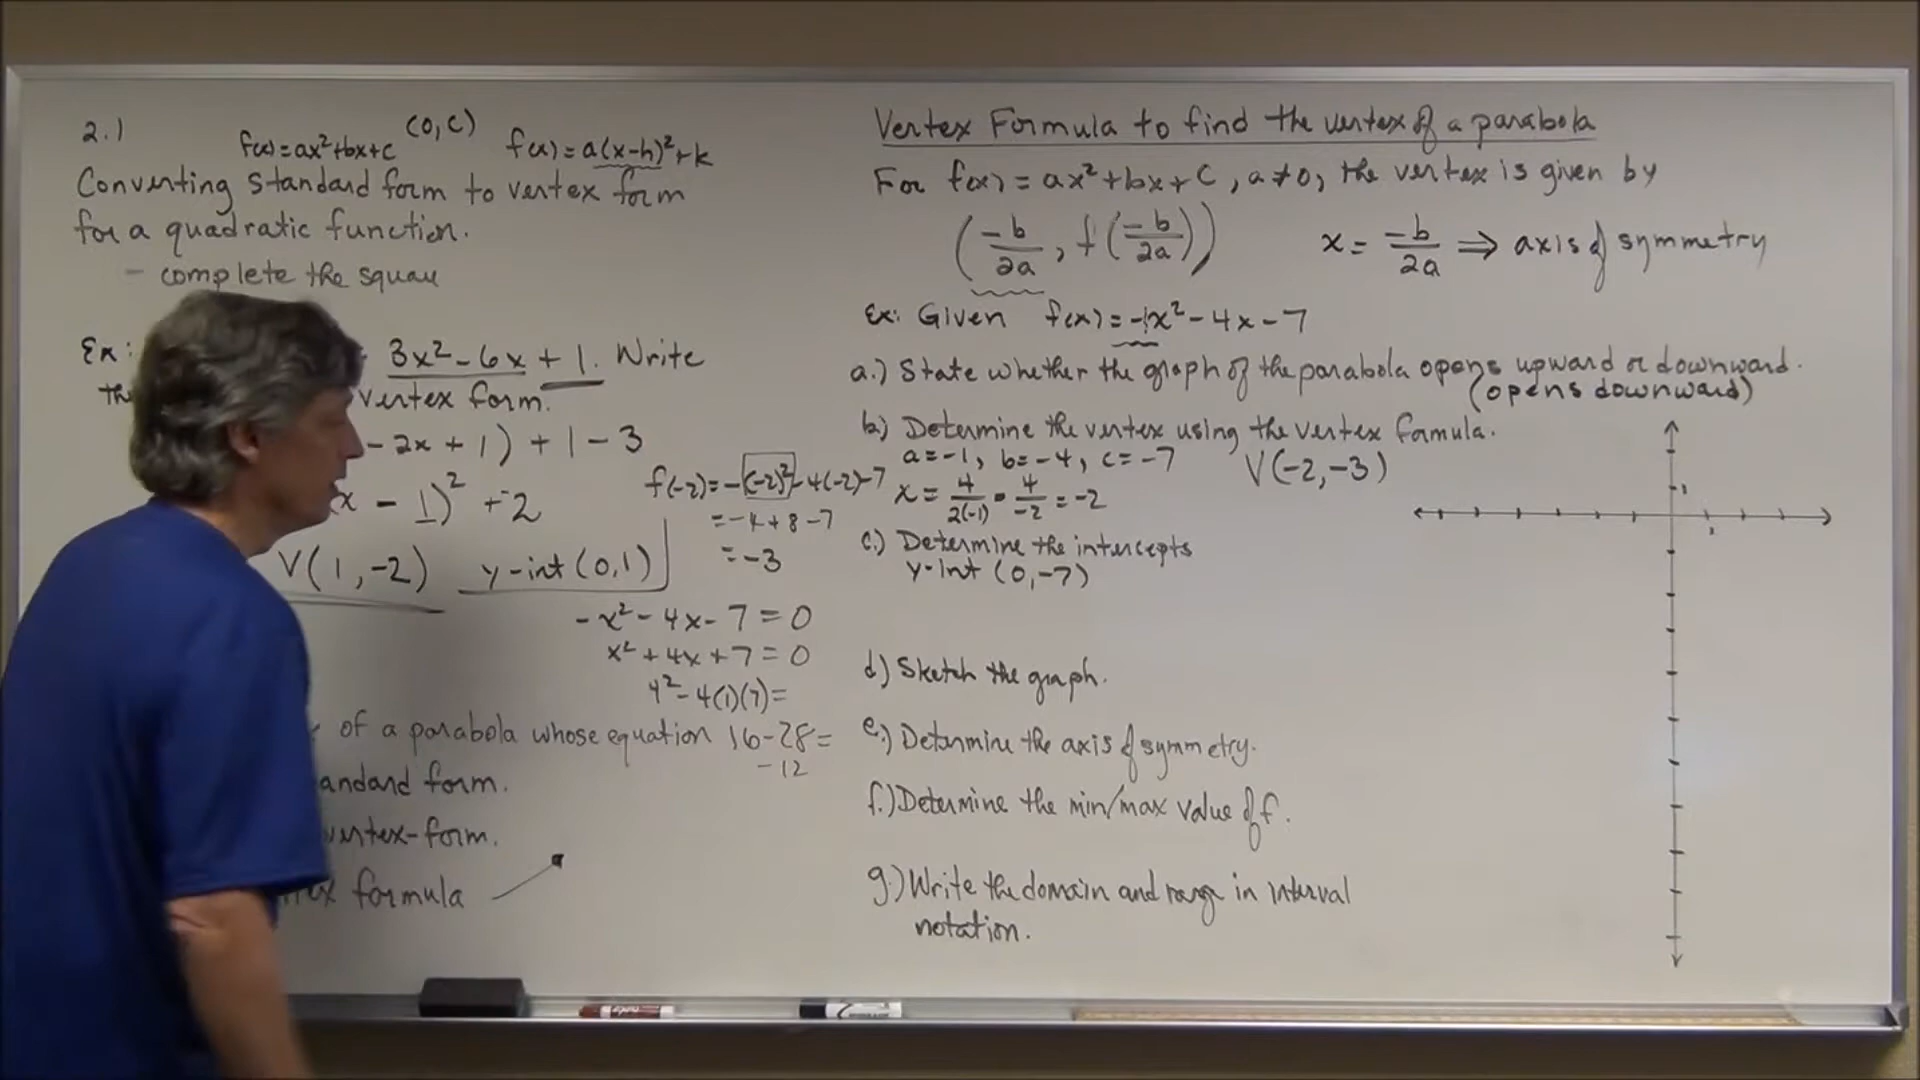 2.1
f(x)=ax²+bx+c (0,c) f(x)=a(x-h)²+k
Converting standard form to vertex form
for a quadratic function.
- complete the square
Ex: 3x²-6x+1. Write
vertex form.
-2x+1)+1-3
x-1)²+-2
V(1,-2) y-int(0,1)
of a parabola whose equation
andard form.
vertex-form.
formula
f(-2)=-(-2)²-4(-2)-7
=-4+8-7
=-3
-x²-4x-7=0
x²+4x+7=0
4²-4(1)(7)=
16-28=
-12
Vertex Formula to find the vertex of a parabola
For f(x)=ax²+bx+c, a≠0, the vertex is given by
(-b/2a, f(-b/2a)) x=-b/2a ⇒ axis of symmetry
Ex: Given f(x)=-1x²-4x-7
a.) State whether the graph of the parabola opens upward or downward.
(opens downward)
b.) Determine the vertex using the vertex formula.
a=-1, b=-4, c=-7 V(-2,-3)
x=4/2(-1)=4/-2=-2
c.) Determine the intercepts
y-int (0,-7)
d.) Sketch the graph.
e.) Determine the axis of symmetry.
f.) Determine the min/max value of f.
g.) Write the domain and range in interval
notation.